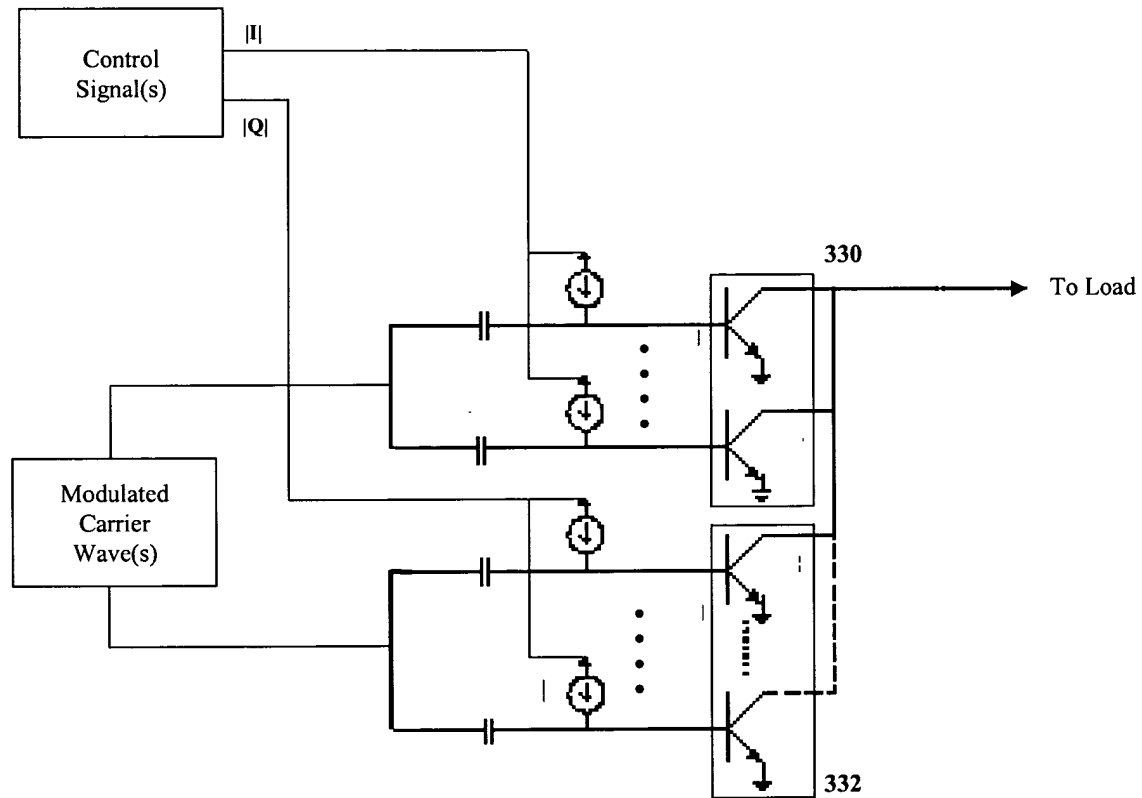 |I|
Control
Signal(s)
|Q|
330
To Load
Modulated
Carrier
Wave(s)
332